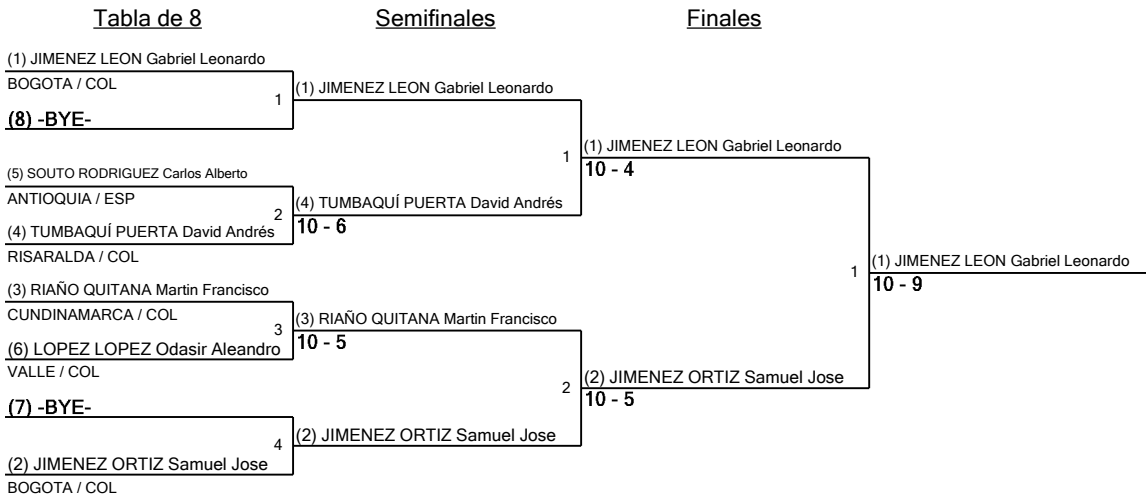 Tabla de 8
Semifinales
Finales
(1) JIMENEZ LEON Gabriel Leonardo
BOGOTA / COL
1
(8) -BYE-
(5) SOUTO RODRIGUEZ Carlos Alberto
ANTIOQUIA / ESP
2
(4) TUMBAQUÍ PUERTA David Andrés
RISARALDA / COL
(3) RIAÑO QUITANA Martin Francisco
CUNDINAMARCA / COL
3
(6) LOPEZ LOPEZ Odasir Aleandro
VALLE / COL
(7) -BYE-
4
(2) JIMENEZ ORTIZ Samuel Jose
BOGOTA / COL
(1) JIMENEZ LEON Gabriel Leonardo
1
(4) TUMBAQUÍ PUERTA David Andrés
10 - 6
(3) RIAÑO QUITANA Martin Francisco
10 - 5
2
(2) JIMENEZ ORTIZ Samuel Jose
(1) JIMENEZ LEON Gabriel Leonardo
10 - 4
1
(2) JIMENEZ ORTIZ Samuel Jose
10 - 5
(1) JIMENEZ LEON Gabriel Leonardo
10 - 9